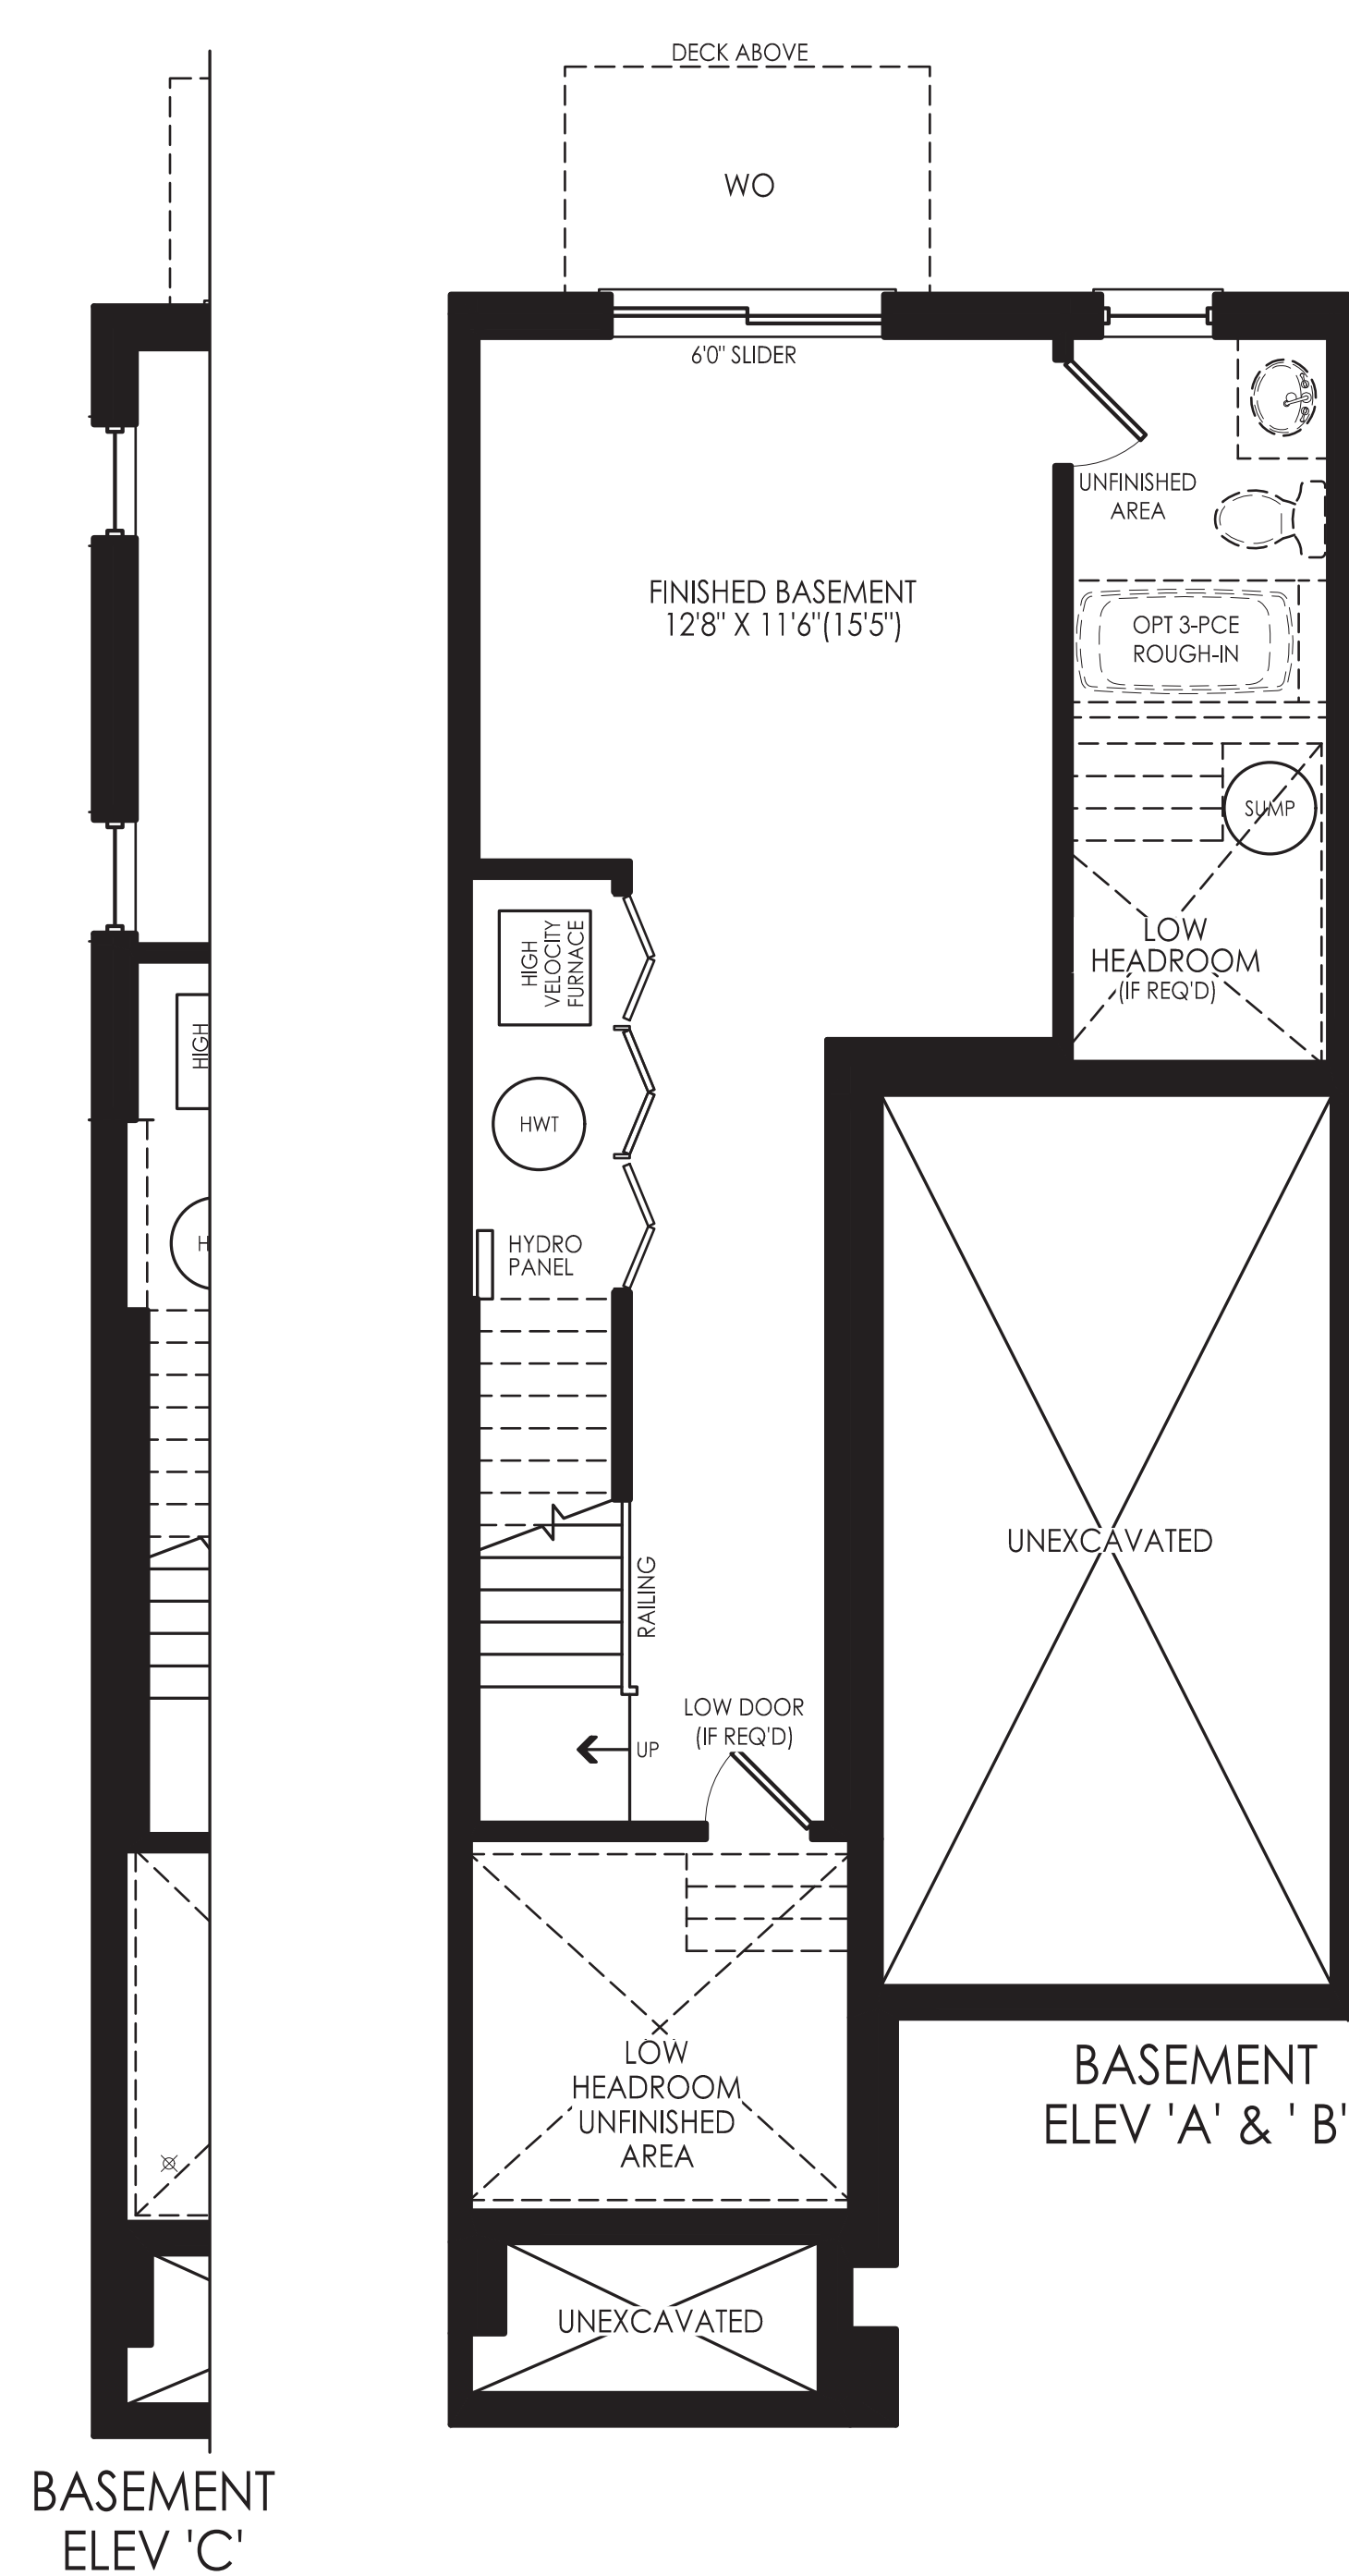 DECK ABOVE
WO
6'0" SLIDER
UNFINISHED
AREA
FINISHED BASEMENT
12'8" X 11'6"(15'5")
OPT 3-PCE
ROUGH-IN
SUMP
LOW
HEADROOM
(IF REQ'D)
HIGH
VELOCITY
FURNACE
HIGH
HWT
H
HYDRO
PANEL
UNEXCAVATED
RAILING
LOW DOOR
(IF REQ'D)
UP
LOW
HEADROOM
UNFINISHED
AREA
BASEMENT
ELEV 'A' & ' B'
UNEXCAVATED
BASEMENT
ELEV 'C'